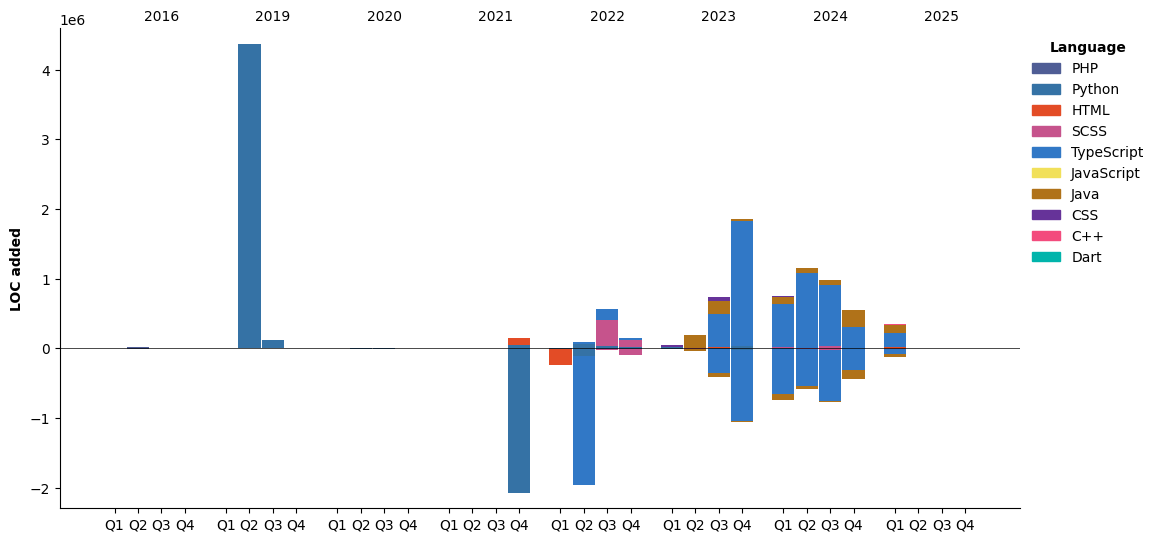 2016 2019 2020 2021 2022 2023 2024 2025
1e6
Language
PHP
Python
HTML
SCSS
TypeScript
JavaScript
Java
CSS
C++
Dart
LOC added
4
3
2
1
0
−1
−2
Q1 Q2 Q3 Q4 Q1 Q2 Q3 Q4 Q1 Q2 Q3 Q4 Q1 Q2 Q3 Q4 Q1 Q2 Q3 Q4 Q1 Q2 Q3 Q4 Q1 Q2 Q3 Q4 Q1 Q2 Q3 Q4